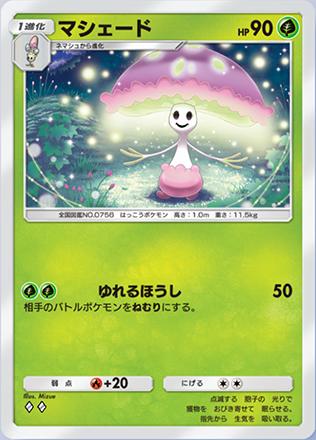 1進化
マシェード
HP 90
ネマシュから進化
全国図鑑NO.0756 はっこうポケモン 高さ：1.0m 重さ：11.5kg
ゆれるほうし 50
相手のバトルポケモンをねむりにする。
弱点 +20 にげる
Illus. Mizue
点滅する 胞子の 光りで
獲物を おびき寄せて 眠らせる。
指先から 生気を 吸い取る。